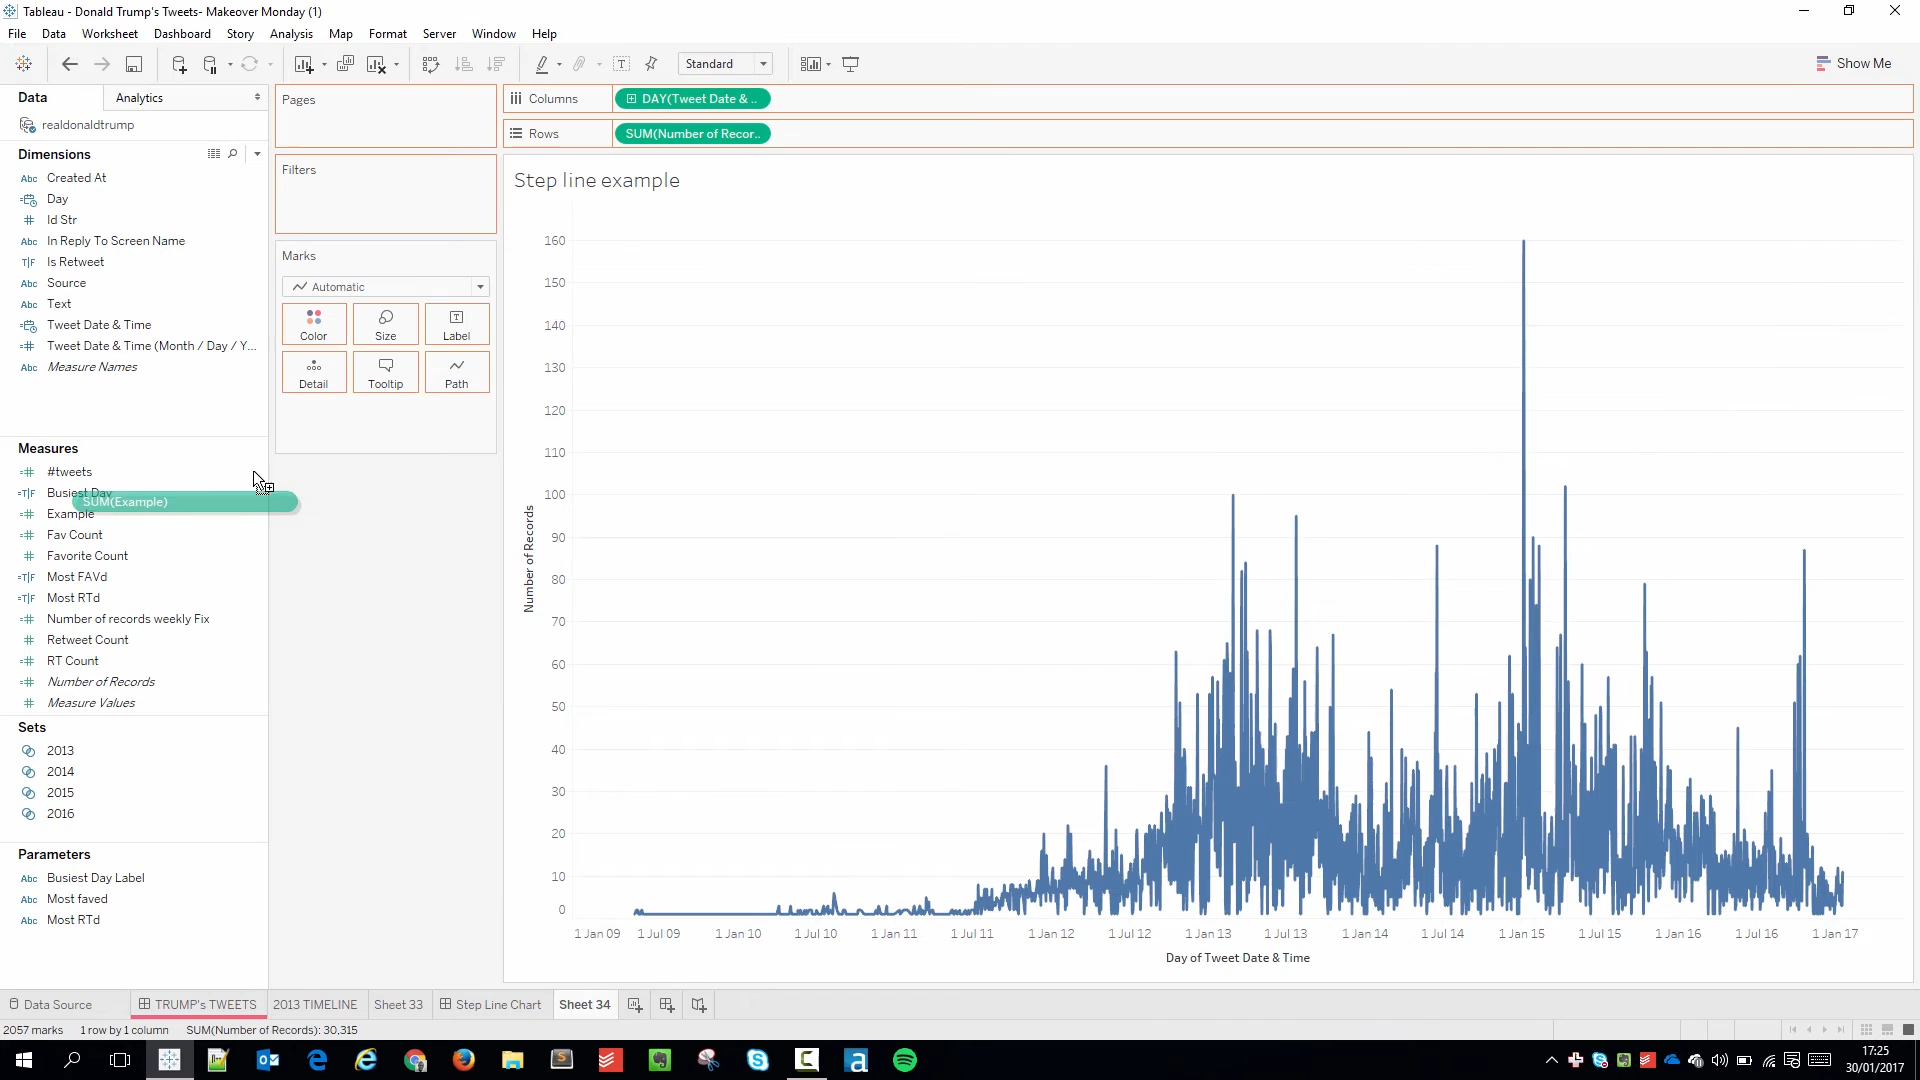 Tableau - Donald Trump's Tweets- Makeover Monday (1)
File Data Worksheet Dashboard Story Analysis Map Format Server Window Help
Standard
Show Me
Data
Analytics
realdonaldtrump
Dimensions
Abc Created At
Day
Id Str
Abc In Reply To Screen Name
T|F Is Retweet
Abc Source
Abc Text
Tweet Date & Time
Tweet Date & Time (Month / Day / Y...
Abc Measure Names
Measures
#tweets
=T|F Busiest Day
SUM(Example)
Example
Fav Count
Favorite Count
=T|F Most FAVd
=T|F Most RTd
Number of records weekly Fix
Retweet Count
RT Count
Number of Records
Measure Values
Sets
2013
2014
2015
2016
Parameters
Abc Busiest Day Label
Abc Most faved
Abc Most RTd
Pages
Filters
Marks
Automatic
Color Size Label
Detail Tooltip Path
Columns
DAY(Tweet Date & ..
Rows
SUM(Number of Recor..
Step line example
160
150
140
130
120
110
100
90
80
70
60
50
40
30
20
10
0
Number of Records
1 Jan 09 1 Jul 09 1 Jan 10 1 Jul 10 1 Jan 11 1 Jul 11 1 Jan 12 1 Jul 12 1 Jan 13 1 Jul 13 1 Jan 14 1 Jul 14 1 Jan 15 1 Jul 15 1 Jan 16 1 Jul 16 1 Jan 17
Day of Tweet Date & Time
Data Source TRUMP's TWEETS 2013 TIMELINE Sheet 33 Step Line Chart Sheet 34
2057 marks 1 row by 1 column SUM(Number of Records): 30,315
17:25
30/01/2017